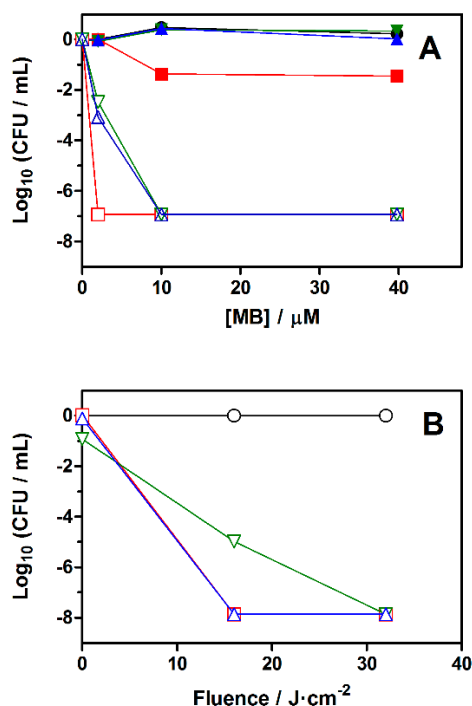 A
Log₁₀ (CFU / mL)
0
-2
-4
-6
-8
0 10 20 30 40
[MB] / μM
B
Log₁₀ (CFU / mL)
0
-2
-4
-6
-8
0 10 20 30 40
Fluence / J·cm⁻²